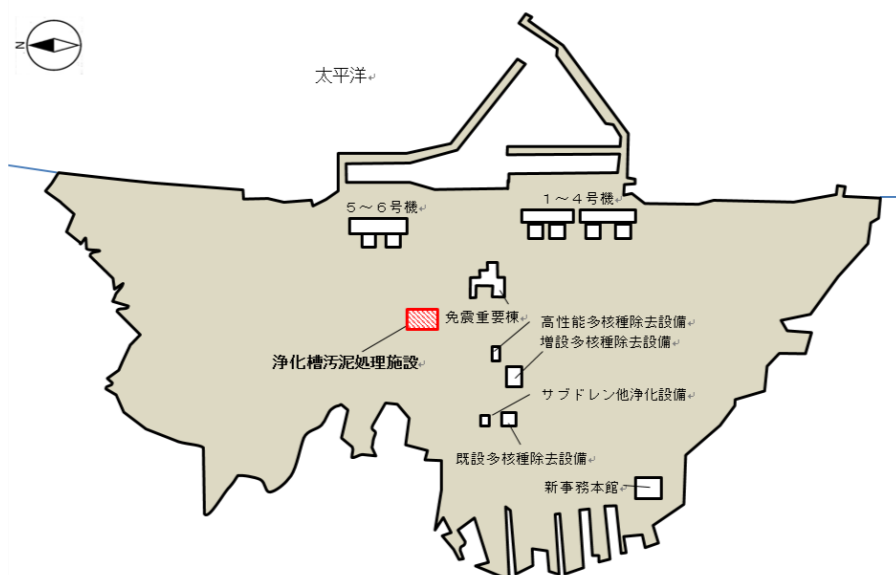 N
太平洋↵
5～6号機↵
1～4号機↵
免震重要棟↵
高性能多核種除去設備↵
増設多核種除去設備↵
浄化槽汚泥処理施設↵
サブドレン他浄化設備↵
既設多核種除去設備↵
新事務本館↵